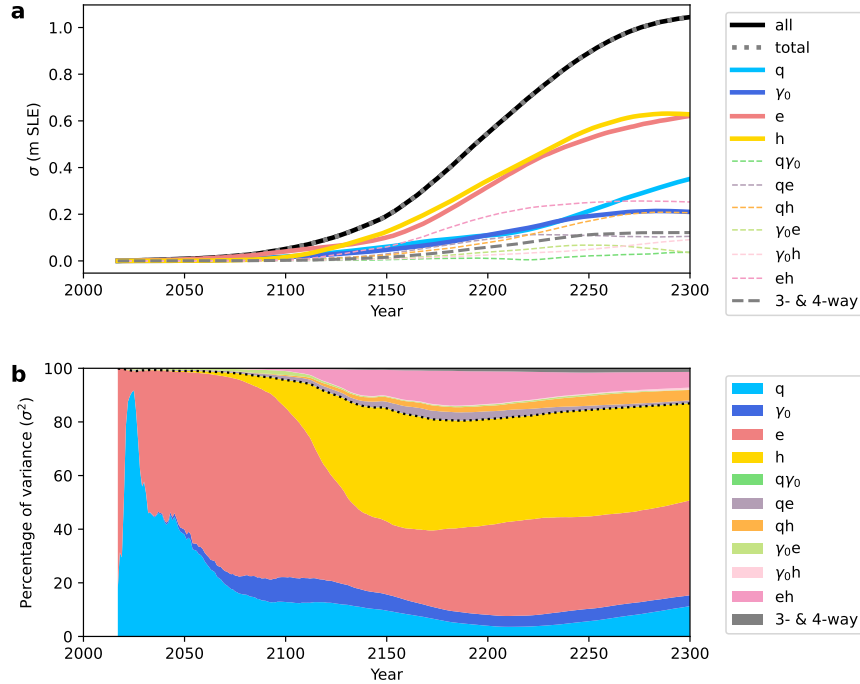 a
1.0
0.8
0.6
0.4
0.2
0.0
σ (m SLE)
2000 2050 2100 2150 2200 2250 2300
Year
all
total
q
γ₀
e
h
qγ₀
qe
qh
γ₀e
γ₀h
eh
3- & 4-way
b
100
80
60
40
20
0
Percentage of variance (σ²)
2000 2050 2100 2150 2200 2250 2300
Year
q
γ₀
e
h
qγ₀
qe
qh
γ₀e
γ₀h
eh
3- & 4-way